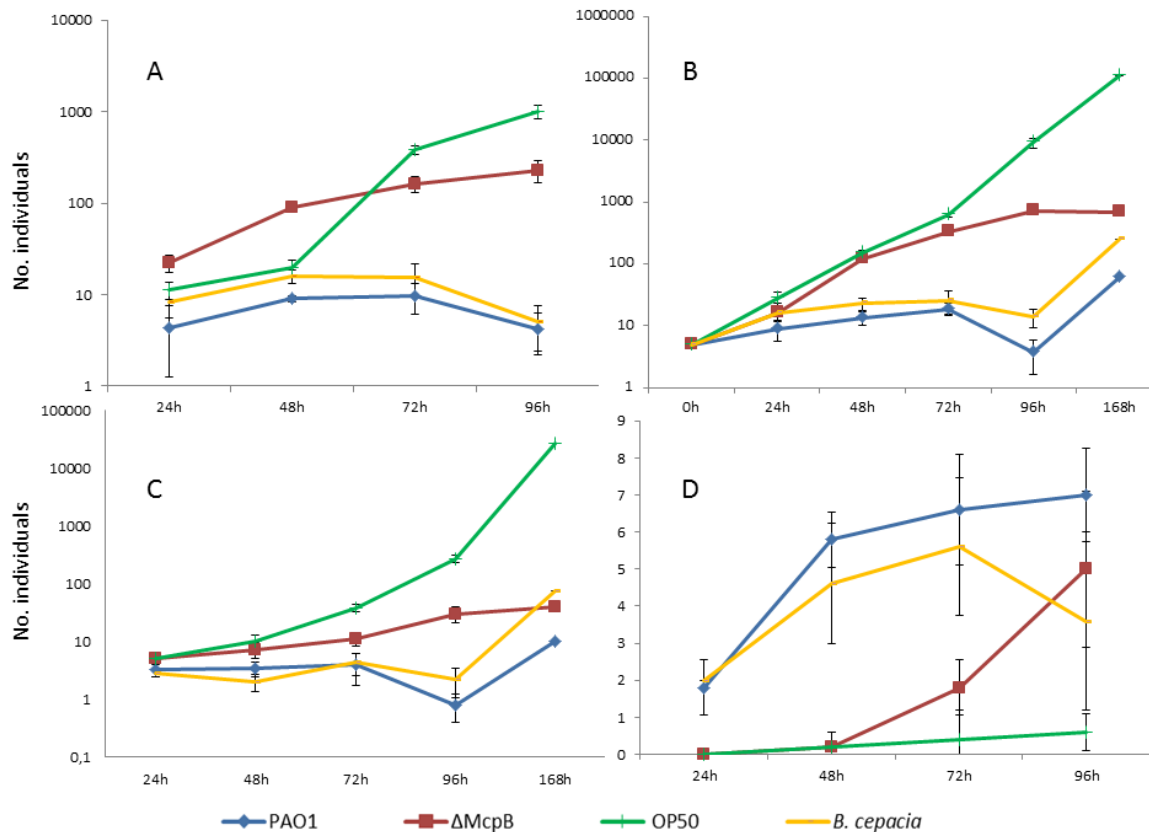 A
No. individuals
10000
1000
100
10
1
24h 48h 72h 96h
B
1000000
100000
10000
1000
100
10
1
0h 24h 48h 72h 96h 168h
C
No. individuals
100000
10000
1000
100
10
1
0,1
24h 48h 72h 96h 168h
D
9
8
7
6
5
4
3
2
1
0
24h 48h 72h 96h
PAO1 ΔMcpB OP50 B. cepacia